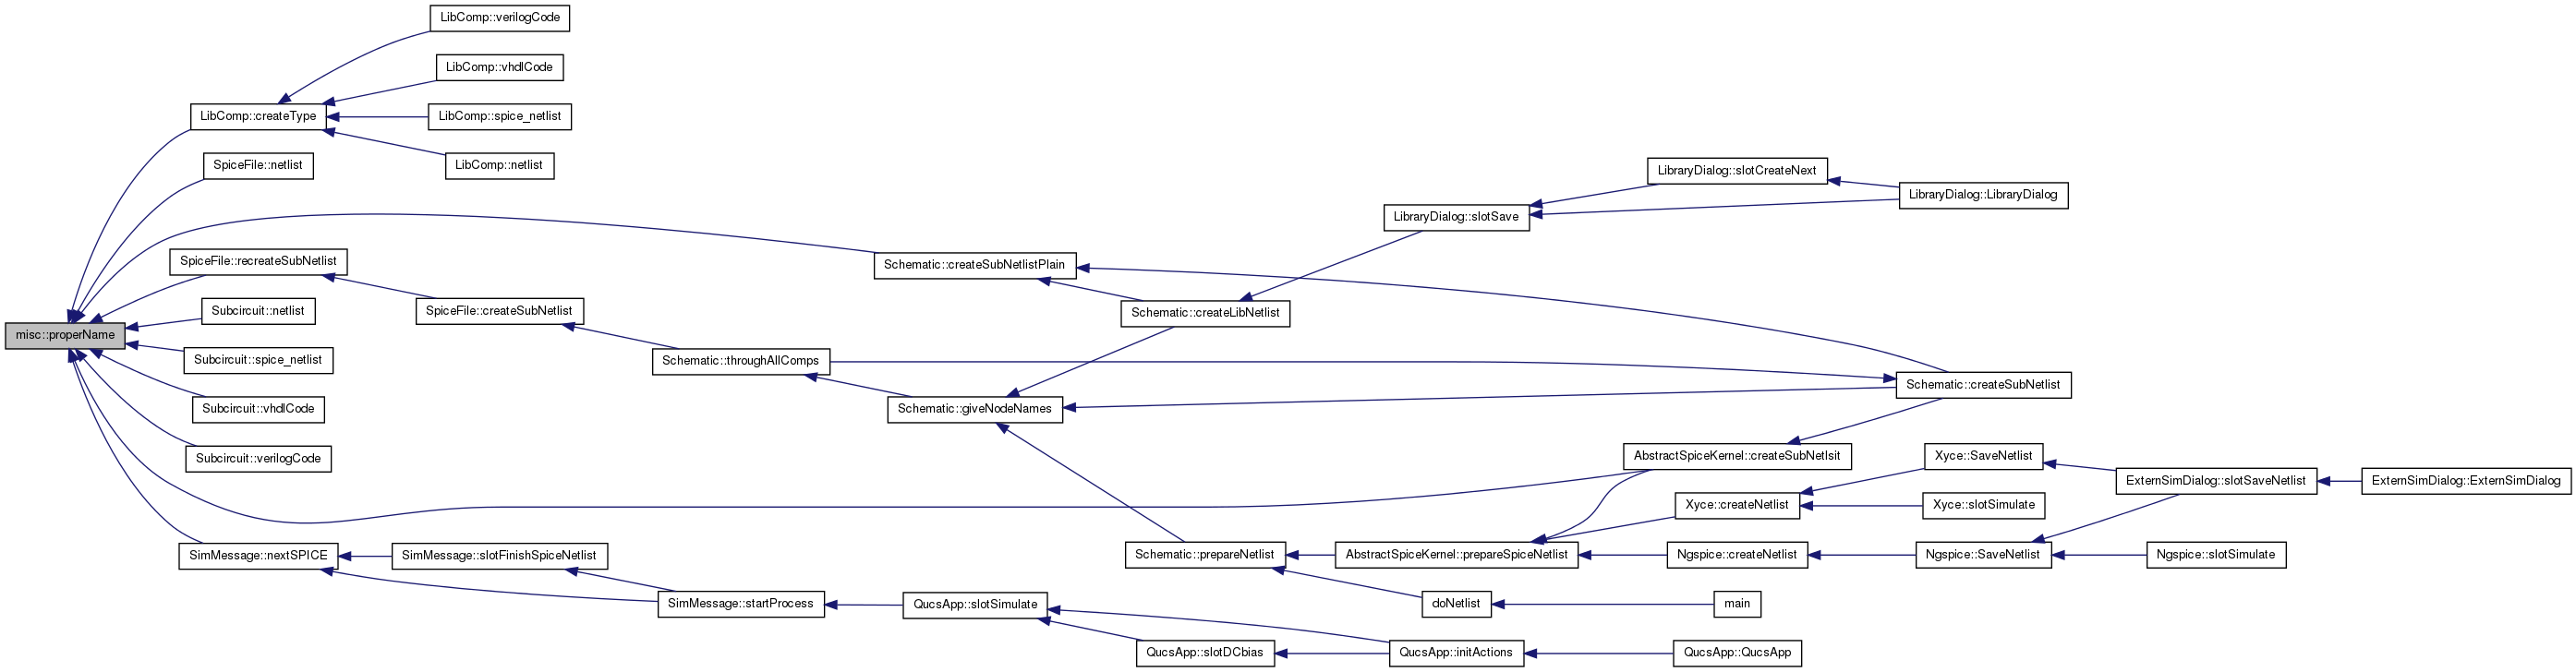 LibComp::verilogCode
LibComp::vhdlCode
LibComp::createType
LibComp::spice_netlist
LibComp::netlist
SpiceFile::netlist
LibraryDialog::slotCreateNext
LibraryDialog::LibraryDialog
LibraryDialog::slotSave
SpiceFile::recreateSubNetlist
Schematic::createSubNetlistPlain
Subcircuit::netlist
SpiceFile::createSubNetlist
Schematic::createLibNetlist
misc::properName
Subcircuit::spice_netlist
Schematic::throughAllComps
Schematic::createSubNetlist
Subcircuit::vhdlCode
Schematic::giveNodeNames
Subcircuit::verilogCode
AbstractSpiceKernel::createSubNetlsit
Xyce::SaveNetlist
ExternSimDialog::slotSaveNetlist
ExternSimDialog::ExternSimDialog
Xyce::createNetlist
Xyce::slotSimulate
SimMessage::nextSPICE
SimMessage::slotFinishSpiceNetlist
Schematic::prepareNetlist
AbstractSpiceKernel::prepareSpiceNetlist
Ngspice::createNetlist
Ngspice::SaveNetlist
Ngspice::slotSimulate
SimMessage::startProcess
QucsApp::slotSimulate
doNetlist
main
QucsApp::slotDCbias
QucsApp::initActions
QucsApp::QucsApp